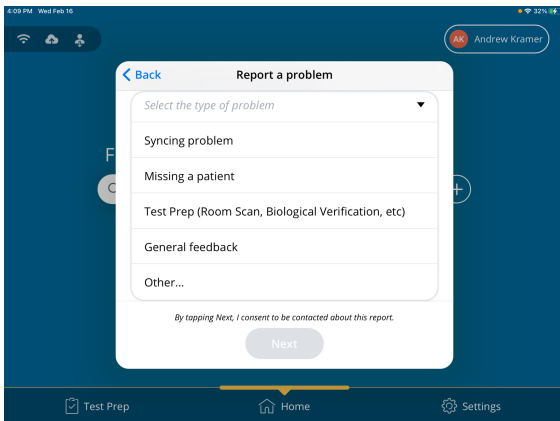 4:09 PM Wed Feb 16
32%
AK Andrew Kramer
Back
Report a problem
Select the type of problem
Syncing problem
Missing a patient
Test Prep (Room Scan, Biological Verification, etc)
General feedback
Other...
F
By tapping Next, I consent to be contacted about this report.
Next
Test Prep
Home
Settings